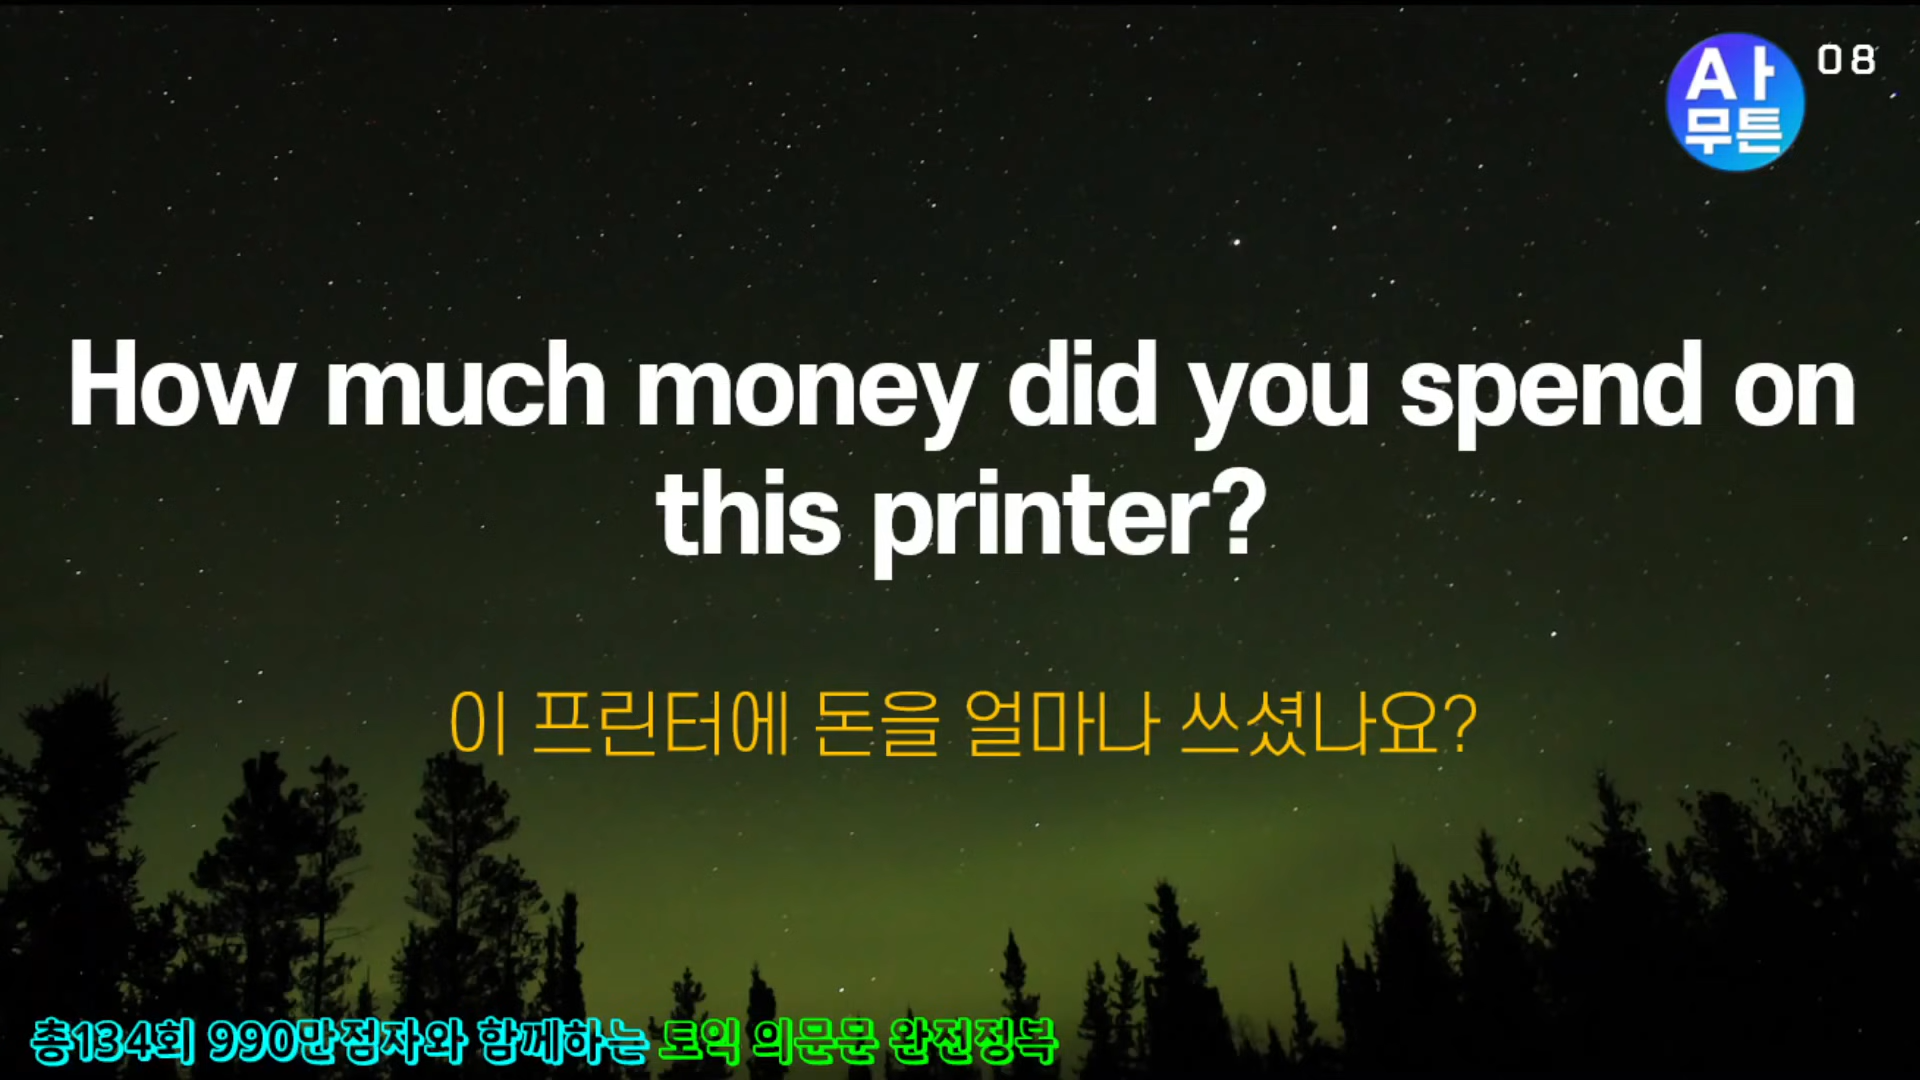 A아
무튼
08
How much money did you spend on
this printer?
이 프린터에 돈을 얼마나 쓰셨나요?
총134회 990만점자와 함께하는 토익 의문문 완전정복